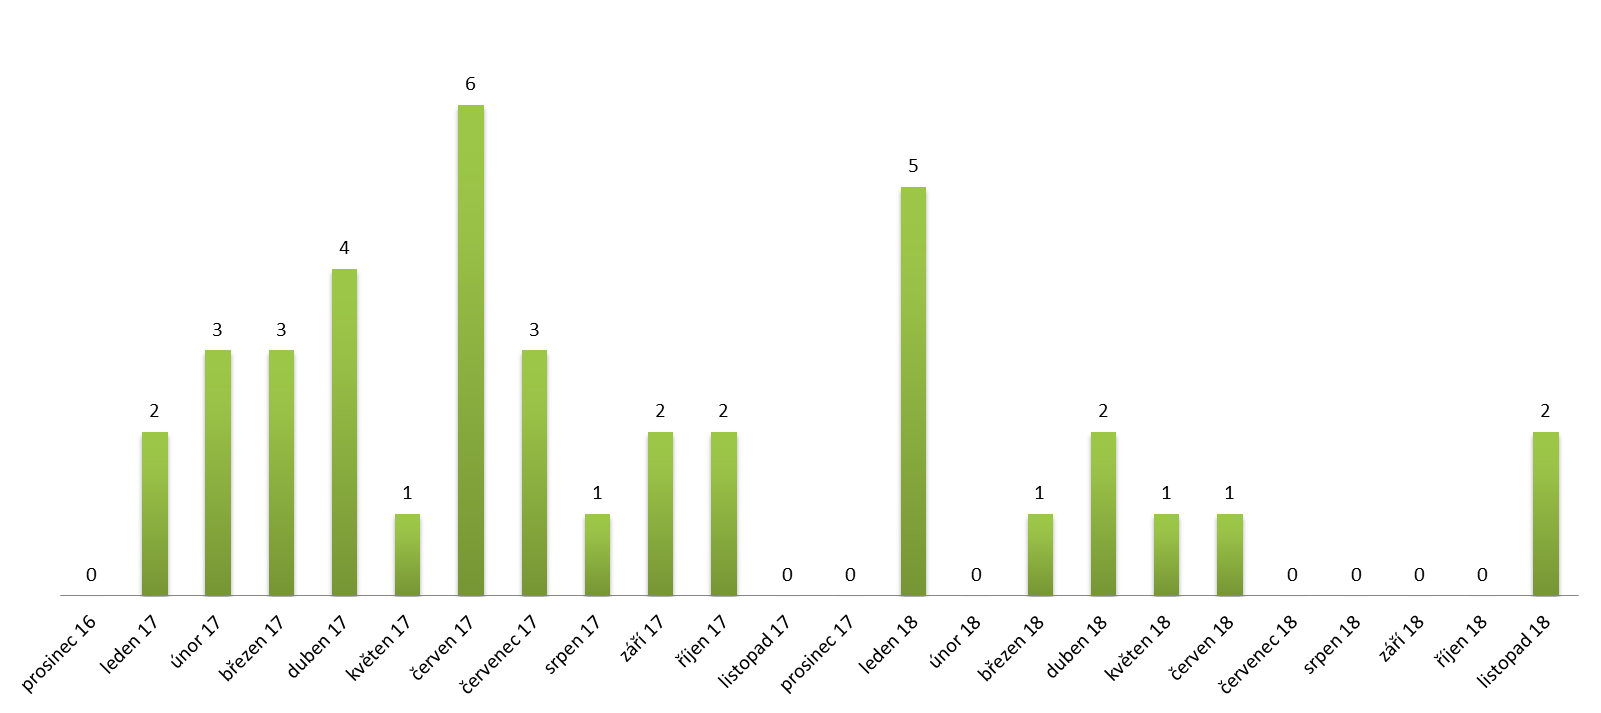 6
5
4
3
3
3
2
2
2
2
2
1
1
1
1
1
0
0
0
0
0
0
0
0
prosinec 16
leden 17
únor 17
březen 17
duben 17
květen 17
červen 17
červenec 17
srpen 17
září 17
říjen 17
listopad 17
prosinec 17
leden 18
únor 18
březen 18
duben 18
květen 18
červen 18
červenec 18
srpen 18
září 18
říjen 18
listopad 18